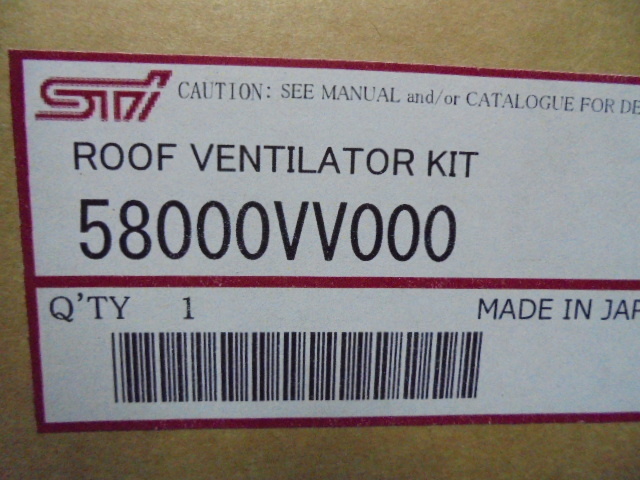 STi CAUTION: SEE MANUAL and/or CATALOGUE FOR
ROOF VENTILATOR KIT
58000VV000
Q'TY 1 MADE IN